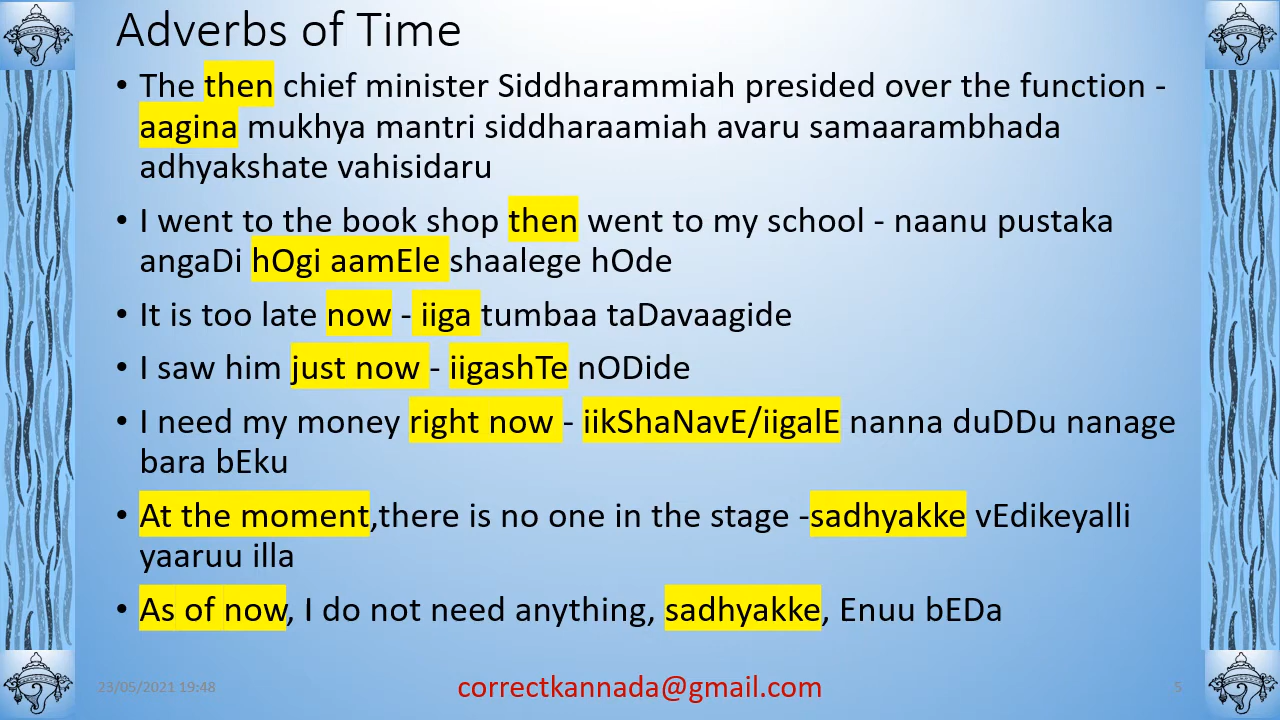 Adverbs of Time
• The then chief minister Siddharammiah presided over the function -
aagina mukhya mantri siddharaamiah avaru samaarambhada
adhyakshate vahisidaru
• I went to the book shop then went to my school - naanu pustaka
angaDi hOgi aamEle shaalege hOde
• It is too late now - iiga tumbaa taDavaagide
• I saw him just now - iigashTe nODide
• I need my money right now - iikShaNavE/iigalE nanna duDDu nanage
bara bEku
• At the moment,there is no one in the stage -sadhyakke vEdikeyalli
yaaruu illa
• As of now, I do not need anything, sadhyakke, Enuu bEDa
23/05/2021 19:48
correctkannada@gmail.com
5